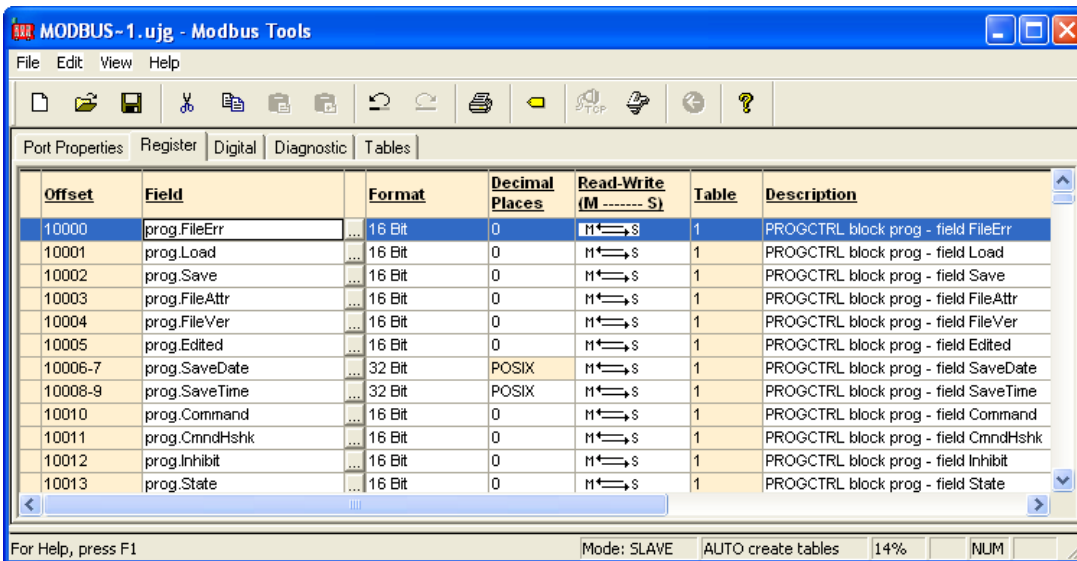 MODBUS~1.ujg - Modbus Tools
File Edit View Help
TCP
Port Properties Register Digital Diagnostic Tables
Offset Field Format Decimal Places Read-Write (M ------- S) Table Description
10000 prog.FileErr ... 16 Bit 0 M S 1 PROGCTRL block prog - field FileErr
10001 prog.Load ... 16 Bit 0 M S 1 PROGCTRL block prog - field Load
10002 prog.Save ... 16 Bit 0 M S 1 PROGCTRL block prog - field Save
10003 prog.FileAttr ... 16 Bit 0 M S 1 PROGCTRL block prog - field FileAttr
10004 prog.FileVer ... 16 Bit 0 M S 1 PROGCTRL block prog - field FileVer
10005 prog.Edited ... 16 Bit 0 M S 1 PROGCTRL block prog - field Edited
10006-7 prog.SaveDate ... 32 Bit POSIX M S 1 PROGCTRL block prog - field SaveDate
10008-9 prog.SaveTime ... 32 Bit POSIX M S 1 PROGCTRL block prog - field SaveTime
10010 prog.Command ... 16 Bit 0 M S 1 PROGCTRL block prog - field Command
10011 prog.CmndHshk ... 16 Bit 0 M S 1 PROGCTRL block prog - field CmndHshk
10012 prog.Inhibit ... 16 Bit 0 M S 1 PROGCTRL block prog - field Inhibit
10013 prog.State ... 16 Bit 0 M S 1 PROGCTRL block prog - field State
For Help, press F1 Mode: SLAVE AUTO create tables 14% NUM